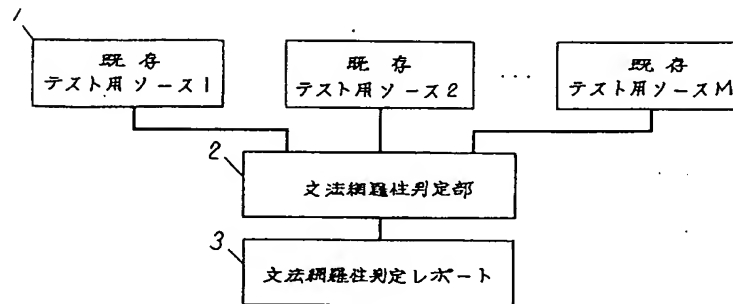 1
既存
テスト用ソース1
既存
テスト用ソース2
...
既存
テスト用ソースM
2
文法網羅性判定部
3
文法網羅性判定レポート